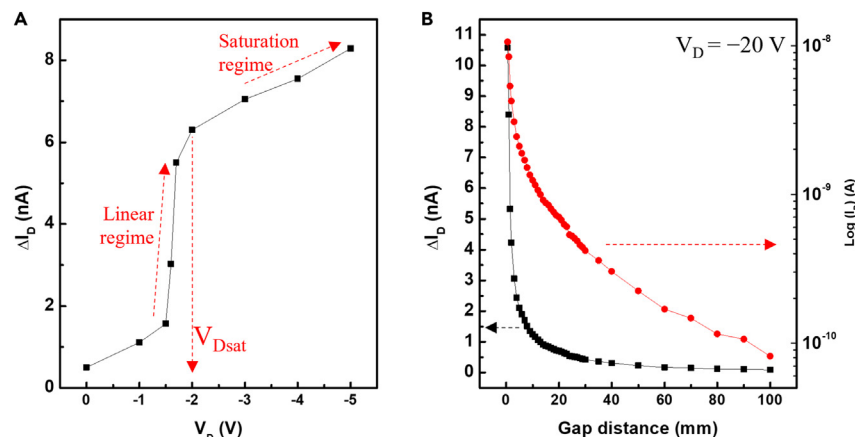 A
Saturation
regime
Linear
regime
V_Dsat
ΔI_D (nA)
8
6
4
2
0
0 -1 -2 -3 -4 -5
V_D (V)
B
V_D = −20 V
ΔI_D (nA)
11
10
9
8
7
6
5
4
3
2
1
0
10^-8
10^-9
10^-10
0 20 40 60 80 100
Gap distance (mm)